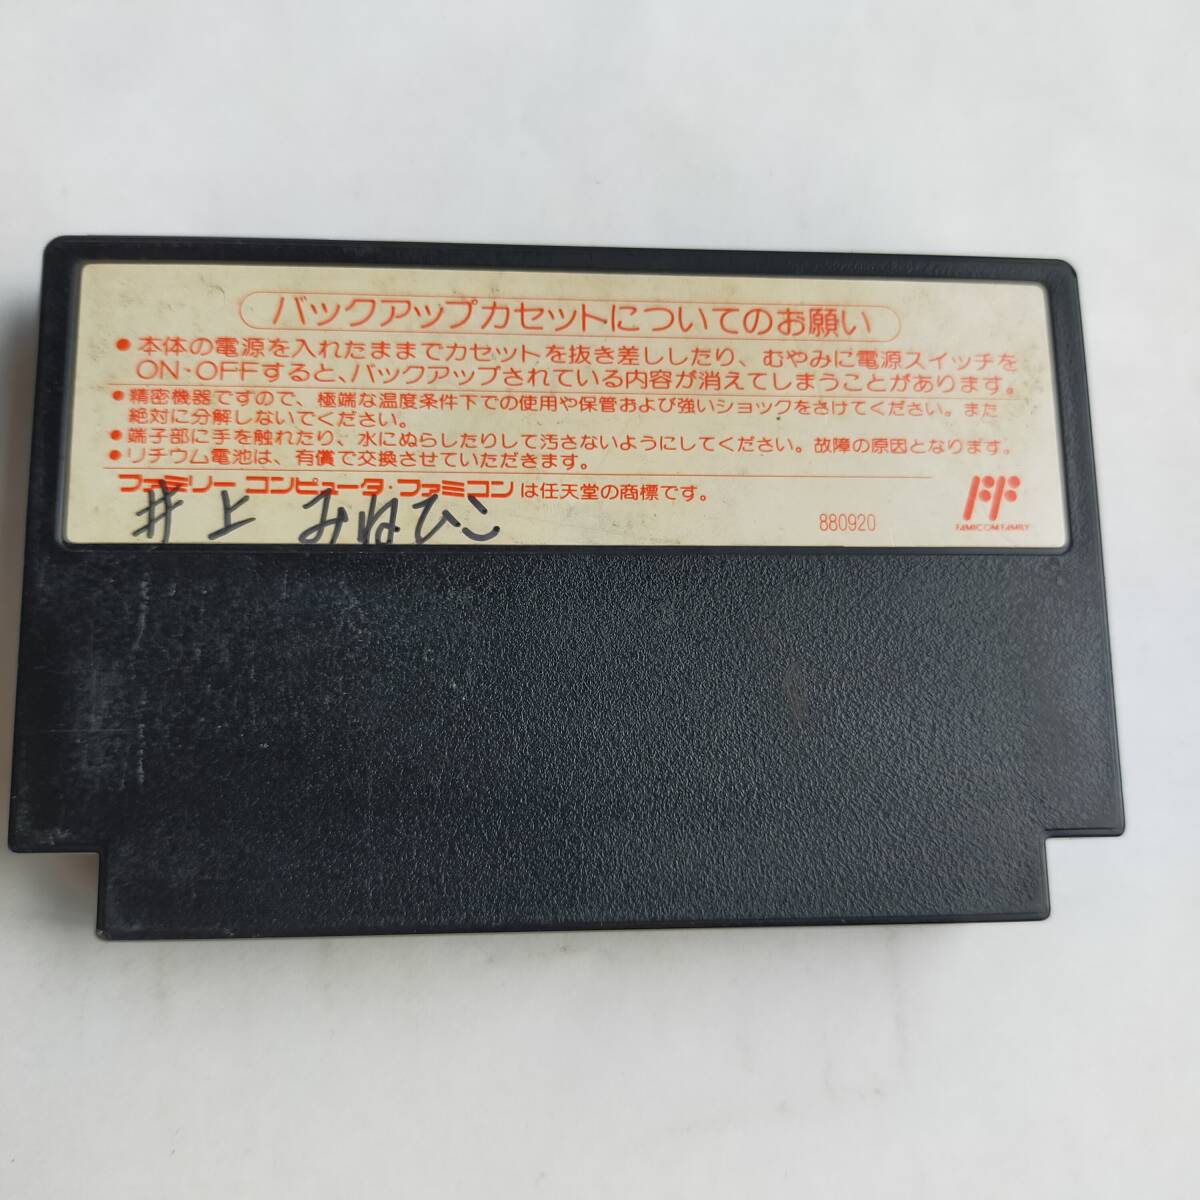 バックアップカセットについてのお願い
●本体の電源を入れたままでカセットを抜き差ししたり、むやみに電源スイッチを
ON・OFFすると、バックアップされている内容が消えてしまうことがあります。
●精密機器ですので、極端な温度条件下での使用や保管および強いショックをさけてください。また
絶対に分解しないでください。
●端子部に手を触れたり、水にぬらしたりして汚さないようにしてください。故障の原因となります。
●リチウム電池は、有償で交換させていただきます。
ファミリーコンピュータ・ファミコンは任天堂の商標です。
井上 みねひこ
880920
FF
FAMICOM FAMILY